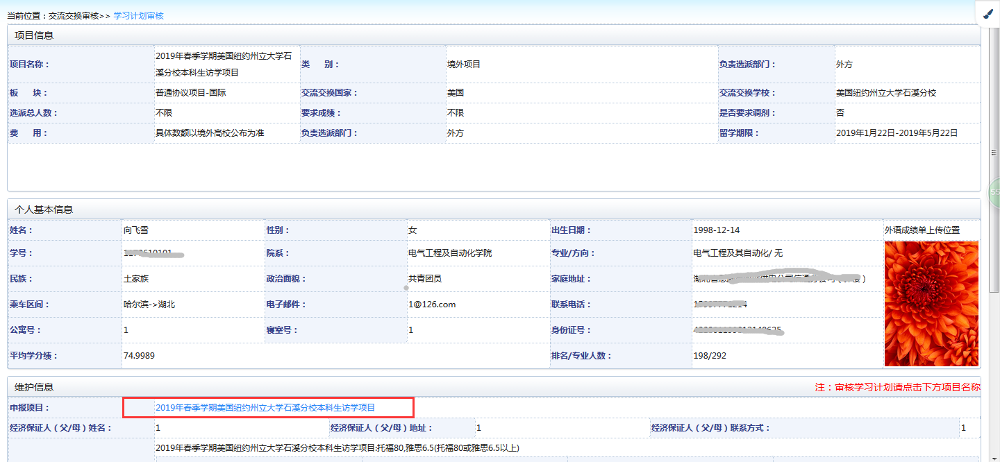 当前位置：交流交换审核>> 学习计划审核
项目信息
项目名称： 2019年春季学期美国纽约州立大学石溪分校本科生访学项目 类 别： 境外项目 负责选派部门： 外方
板 块： 普通协议项目-国际 交流交换国家： 美国 交流交换学校： 美国纽约州立大学石溪分校
选派总人数： 不限 要求成绩： 不限 是否要求调剂： 否
费 用： 具体数额以境外高校公布为准 负责选派部门： 外方 留学期限： 2019年1月22日-2019年5月22日
个人基本信息
姓名： 向飞雪 性别： 女 出生日期： 1998-12-14 外语成绩单上传位置
学号： 院系： 电气工程及自动化学院 专业/方向： 电气工程及其自动化/ 无
民族： 土家族 政治面貌： 共青团员 家庭地址：
乘车区间： 哈尔滨->湖北 电子邮件： 1@126.com 联系电话：
公寓号： 1 寝室号： 1 身份证号：
平均学分绩： 74.9989 排名/专业人数： 198/292
维护信息 注：审核学习计划请点击下方项目名称
申报项目： 2019年春季学期美国纽约州立大学石溪分校本科生访学项目
经济保证人（父/母）姓名： 1 经济保证人（父/母）地址： 1 经济保证人（父/母）联系方式： 1
2019年春季学期美国纽约州立大学石溪分校本科生访学项目:托福80,雅思6.5(托福80或雅思6.5以上)